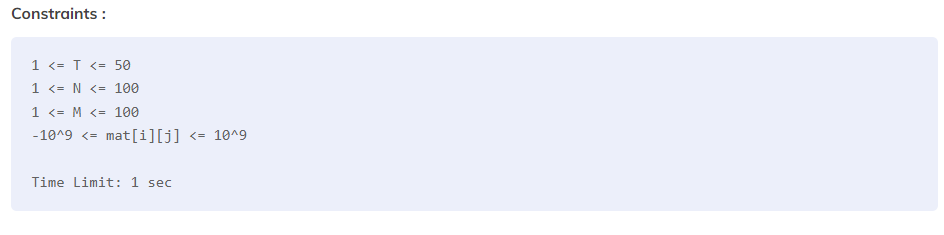 Constraints :
1 <= T <= 50
1 <= N <= 100
1 <= M <= 100
-10^9 <= mat[i][j] <= 10^9
Time Limit: 1 sec